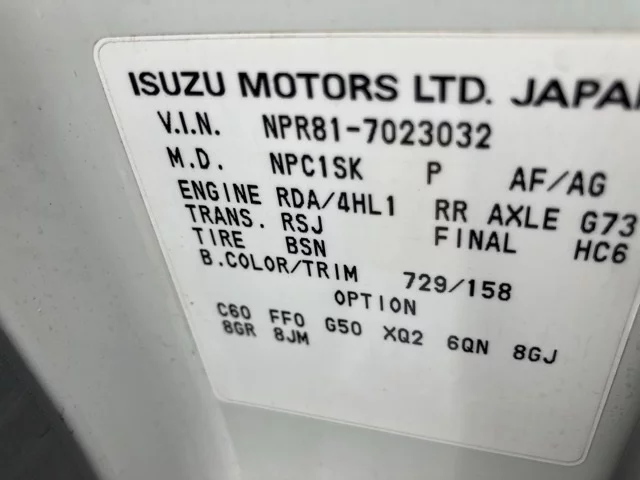 ISUZU MOTORS LTD. JAPAN
V.I.N. NPR81-7023032
M.D. NPC1SK P AF/AG
ENGINE RDA/4HL1 RR AXLE G73
TRANS. RSJ FINAL HC6
TIRE BSN
B.COLOR/TRIM 729/158
OPTION
C60 FF0 G50 XQ2 6QN 8GJ
8GR 8JM